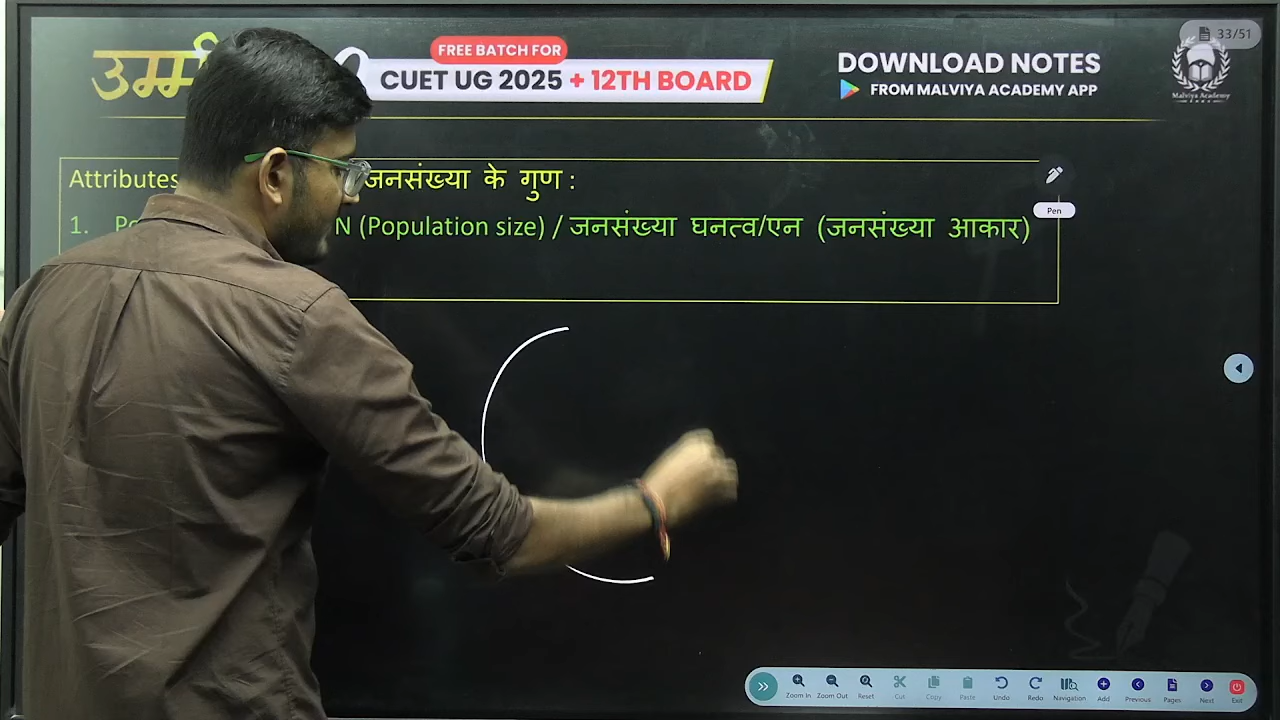 FREE BATCH FOR
CUET UG 2025 + 12TH BOARD
DOWNLOAD NOTES
FROM MALVIYA ACADEMY APP
33/51
Malviya Academy
Attributes जनसंख्या के गुण :
Pen
1. N (Population size) / जनसंख्या घनत्व/एन (जनसंख्या आकार)
Zoom In Zoom Out Reset Cut Copy Paste Undo Redo Navigation Add Previous Pages Next Exit